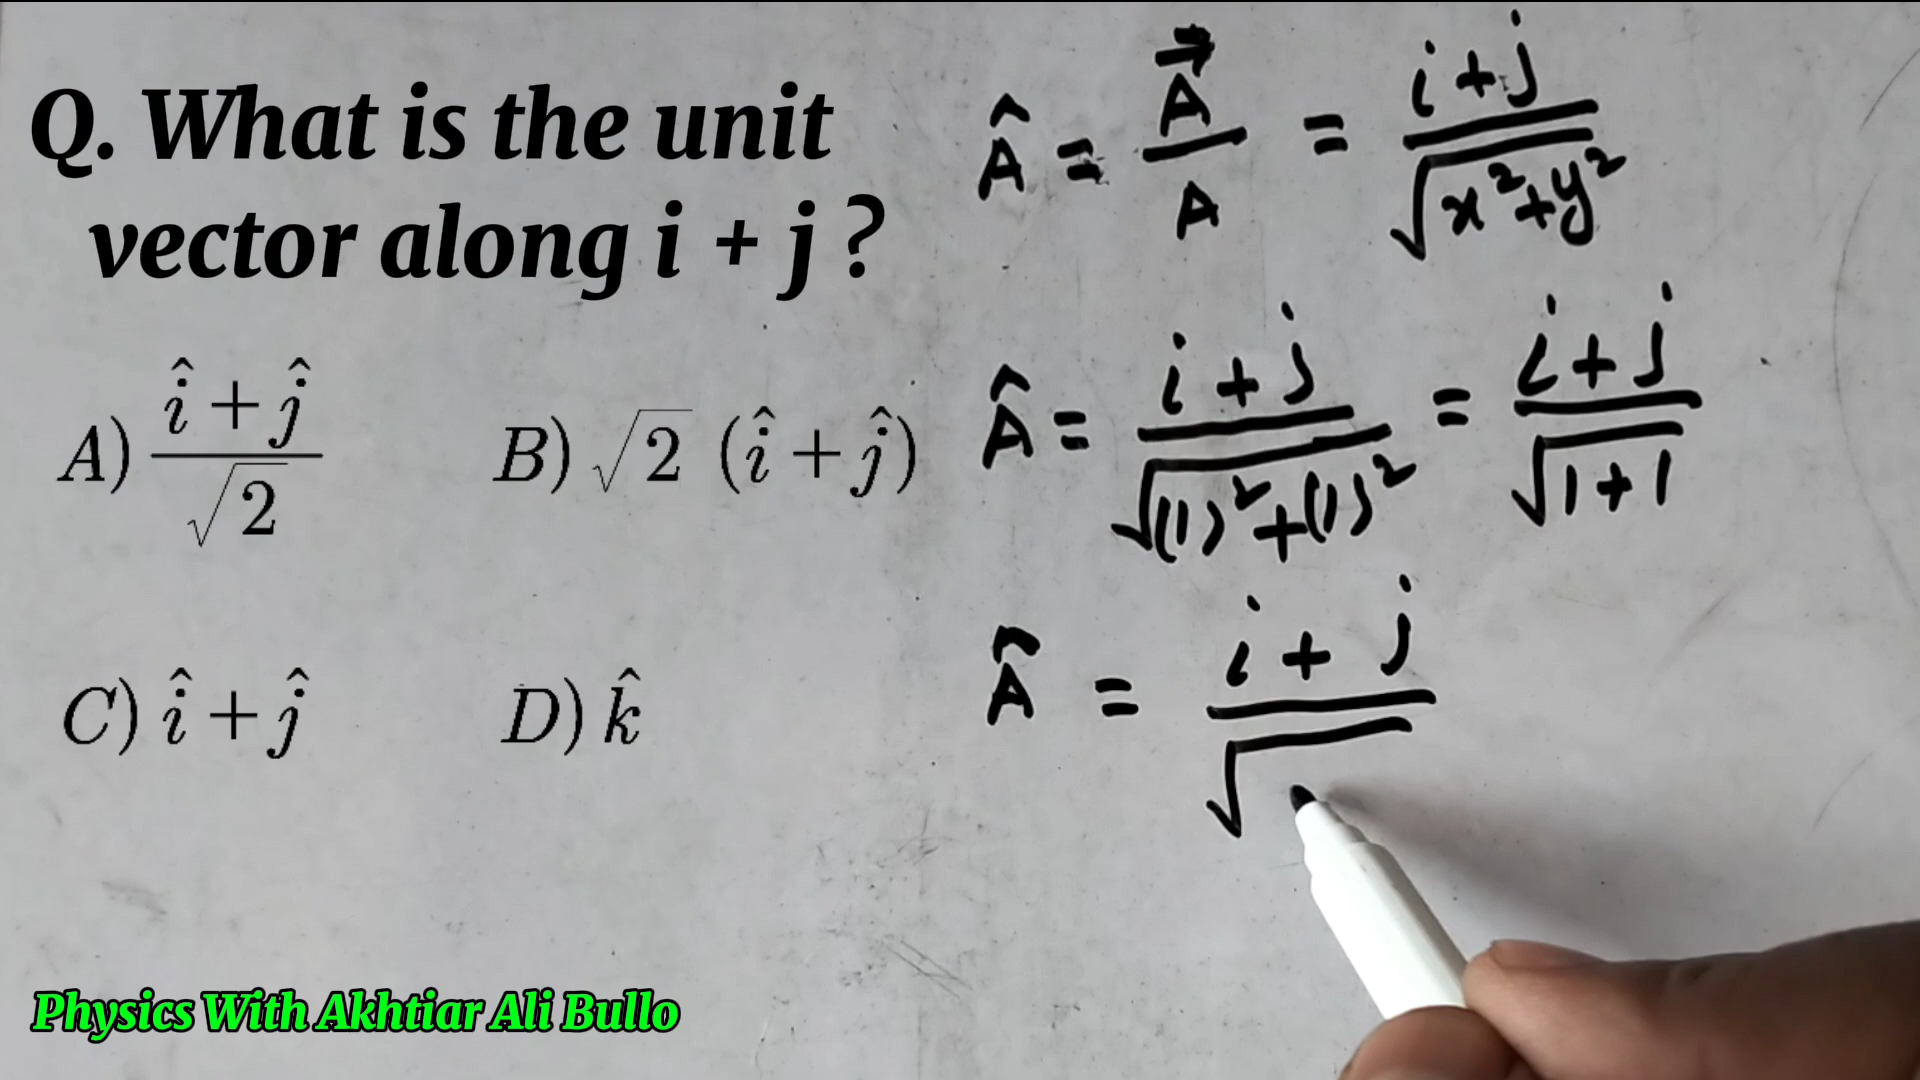 Q. What is the unit
vector along i + j ?
A) (î + ĵ)/√2    B) √2 (î + ĵ)
C) î + ĵ    D) k̂
Â = A⃗/A = (i + j)/√(x² + y²)
Â = (i + j)/√((1)² + (1)²) = (i + j)/√(1 + 1)
Â = (i + j)/√
Physics With Akhtiar Ali Bullo